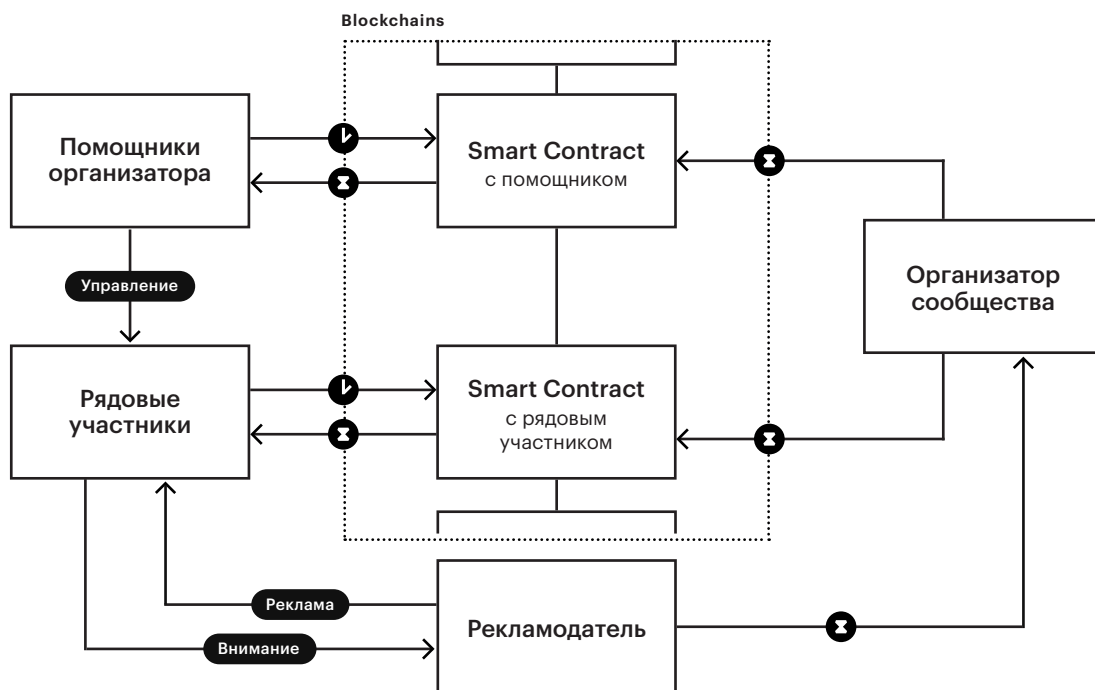 Blockchains
Помощники
организатора
Smart Contract
с помощником
Организатор
сообщества
Управление
Рядовые
участники
Smart Contract
с рядовым
участником
Реклама
Внимание
Рекламодатель